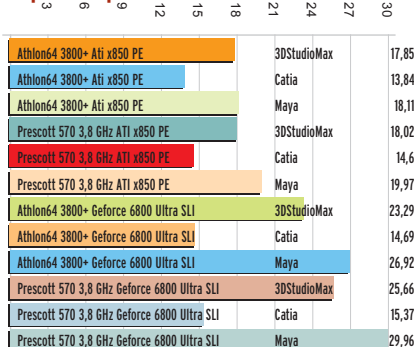 3 6 9 12 15 18 21 24 27 30
Athlon64 3800+ Ati x850 PE 3DStudioMax 17,85
Athlon64 3800+ Ati x850 PE Catia 13,84
Athlon64 3800+ Ati x850 PE Maya 18,11
Prescott 570 3,8 GHz ATI x850 PE 3DStudioMax 18,02
Prescott 570 3,8 GHz ATI x850 PE Catia 14,6
Prescott 570 3,8 GHz ATI x850 PE Maya 19,97
Athlon64 3800+ Geforce 6800 Ultra SLI 3DStudioMax 23,29
Athlon64 3800+ Geforce 6800 Ultra SLI Catia 14,69
Athlon64 3800+ Geforce 6800 Ultra SLI Maya 26,92
Prescott 570 3,8 GHz Geforce 6800 Ultra SLI 3DStudioMax 25,66
Prescott 570 3,8 GHz Geforce 6800 Ultra SLI Catia 15,37
Prescott 570 3,8 GHz Geforce 6800 Ultra SLI Maya 29,96